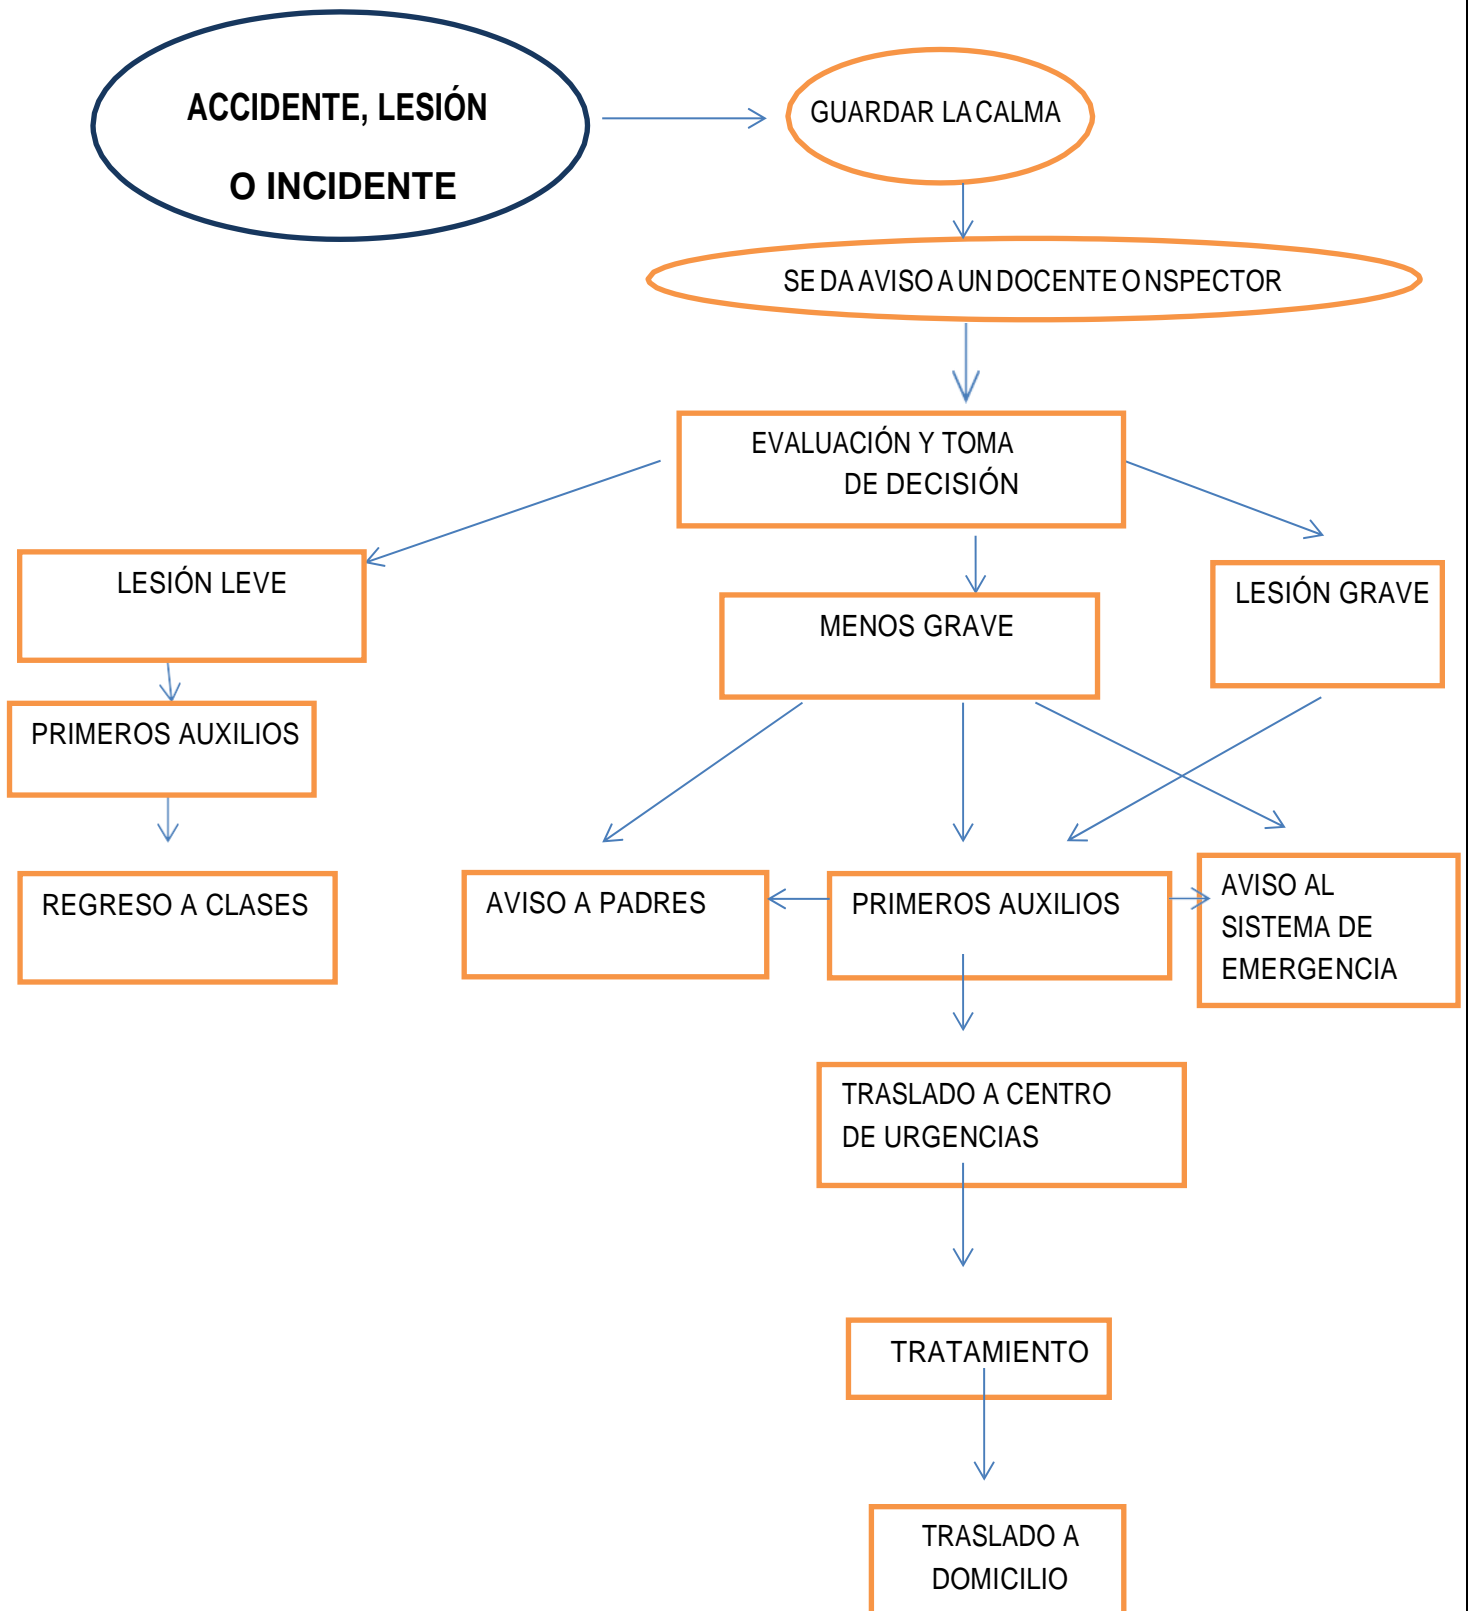 ACCIDENTE, LESIÓN
O INCIDENTE
GUARDAR LA CALMA
SE DA AVISO A UN DOCENTE O NSPECTOR
EVALUACIÓN Y TOMA
DE DECISIÓN
LESIÓN LEVE
MENOS GRAVE
LESIÓN GRAVE
PRIMEROS AUXILIOS
REGRESO A CLASES
AVISO A PADRES
PRIMEROS AUXILIOS
AVISO AL
SISTEMA DE
EMERGENCIA
TRASLADO A CENTRO
DE URGENCIAS
TRATAMIENTO
TRASLADO A
DOMICILIO